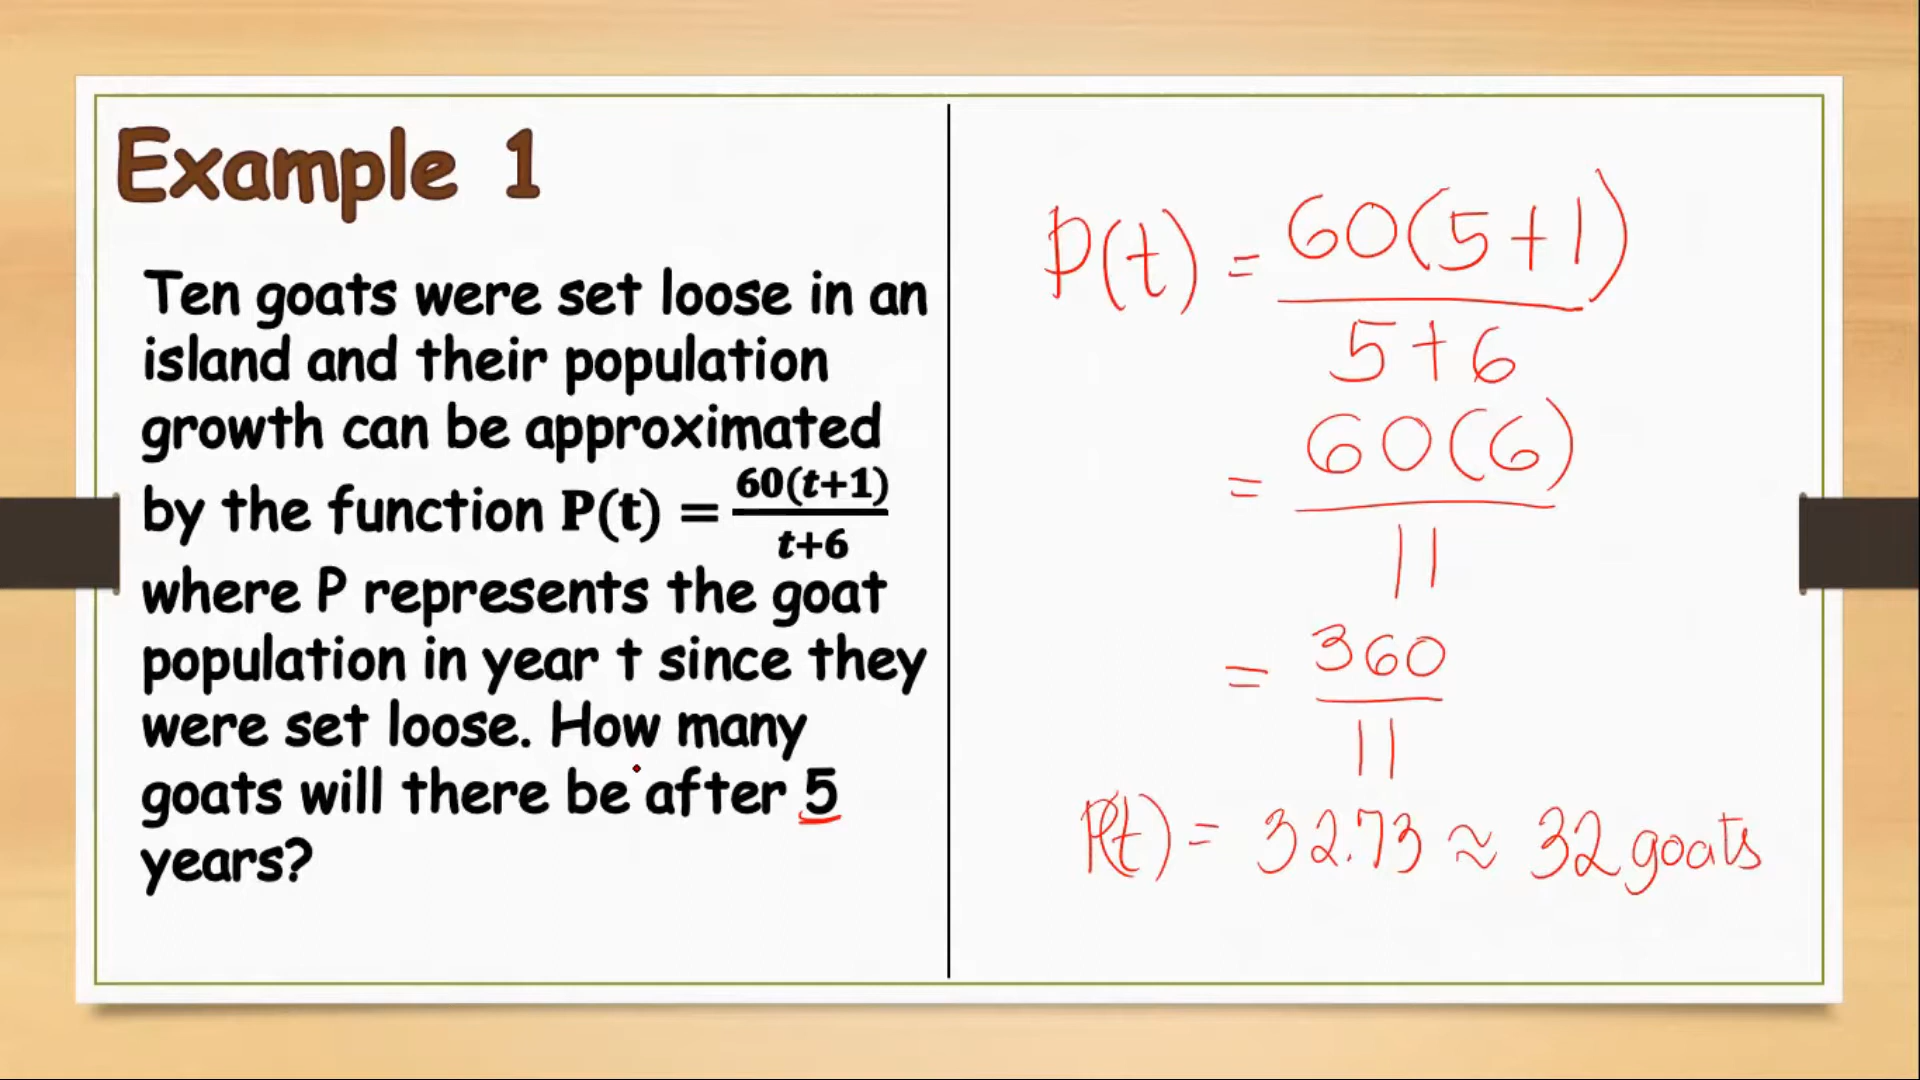 Example 1
Ten goats were set loose in an
island and their population
growth can be approximated
by the function P(t) = 60(t+1)/t+6
where P represents the goat
population in year t since they
were set loose. How many
goats will there be after 5
years?
P(t) = 60(5+1)/5+6
= 60(6)/11
= 360/11
P(t) = 32.73 ≈ 32 goats